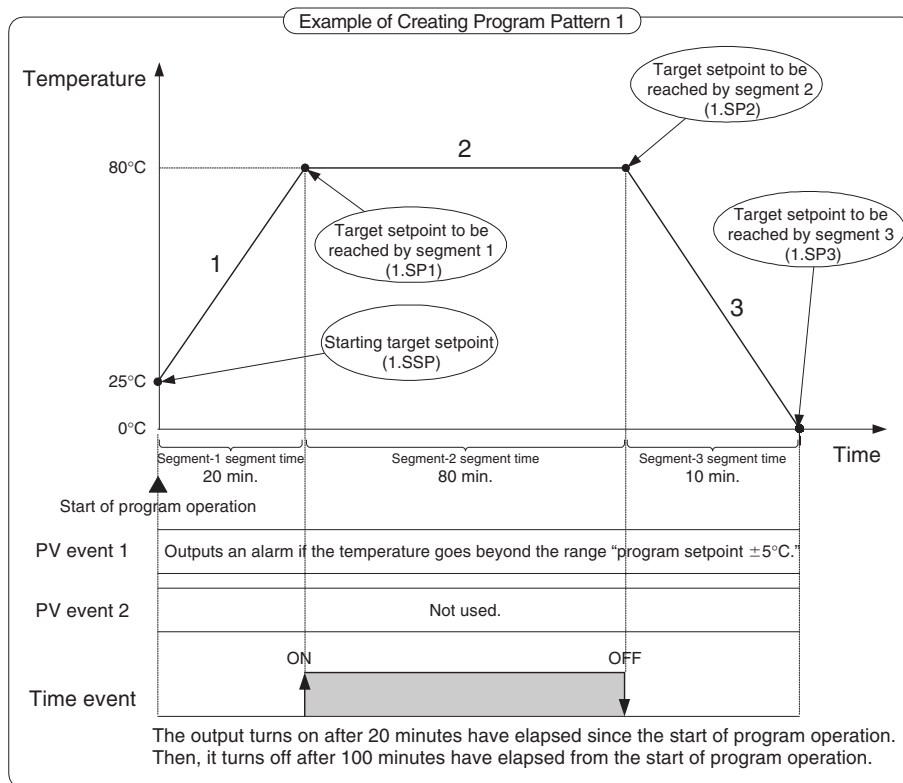 Example of Creating Program Pattern 1
Temperature
Target setpoint to be
reached by segment 2
(1.SP2)
2
80°C
Target setpoint to be
reached by segment 3
(1.SP3)
Target setpoint to be
reached by segment 1
(1.SP1)
1
3
Starting target setpoint
(1.SSP)
25°C
0°C
Time
Segment-1 segment time
20 min.
Segment-2 segment time
80 min.
Segment-3 segment time
10 min.
Start of program operation
PV event 1
Outputs an alarm if the temperature goes beyond the range “program setpoint ±5°C.”
PV event 2
Not used.
ON
OFF
Time event
The output turns on after 20 minutes have elapsed since the start of program operation.
Then, it turns off after 100 minutes have elapsed from the start of program operation.